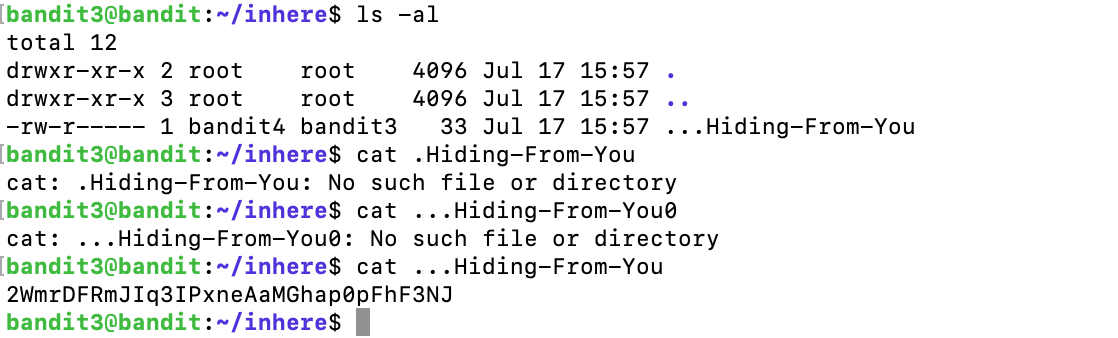 [bandit3@bandit:~/inhere$ ls -al
total 12
drwxr-xr-x 2 root    root    4096 Jul 17 15:57 .
drwxr-xr-x 3 root    root    4096 Jul 17 15:57 ..
-rw-r----- 1 bandit4 bandit3   33 Jul 17 15:57 ...Hiding-From-You
[bandit3@bandit:~/inhere$ cat .Hiding-From-You
cat: .Hiding-From-You: No such file or directory
[bandit3@bandit:~/inhere$ cat ...Hiding-From-You0
cat: ...Hiding-From-You0: No such file or directory
[bandit3@bandit:~/inhere$ cat ...Hiding-From-You
2WmrDFRmJIq3IPxneAaMGhap0pFhF3NJ
bandit3@bandit:~/inhere$